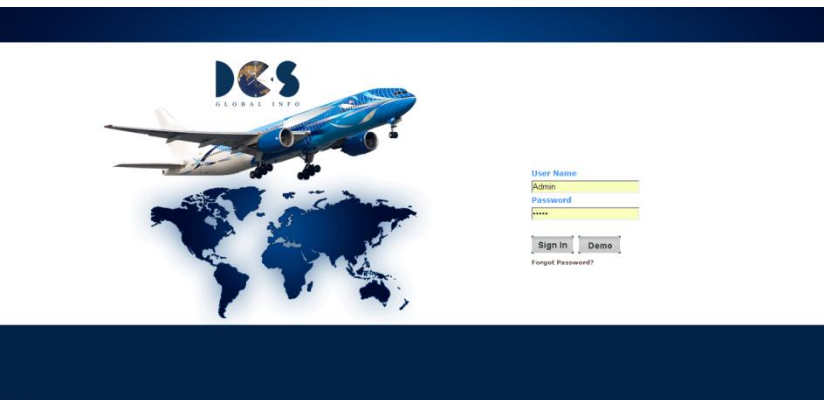 DCS
GLOBAL INFO
User Name
Admin
Password
•••••
Sign In
Demo
Forgot Password?